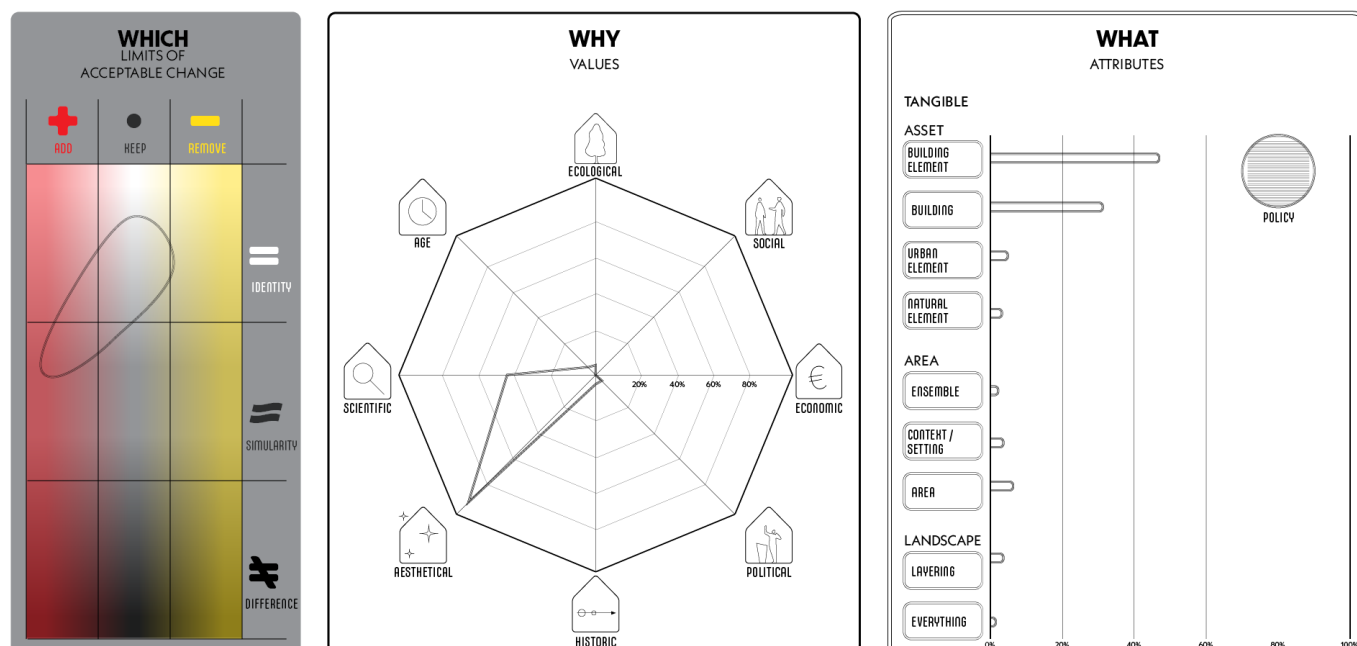 WHICH
LIMITS OF
ACCEPTABLE CHANGE
ADD
KEEP
REMOVE
IDENTITY
SIMULARITY
DIFFERENCE
WHY
VALUES
ECOLOGICAL
AGE
SOCIAL
SCIENTIFIC
20%
40%
60%
80%
€
ECONOMIC
AESTHETICAL
POLITICAL
HISTORIC
WHAT
ATTRIBUTES
TANGIBLE
ASSET
BUILDING
ELEMENT
BUILDING
URBAN
ELEMENT
NATURAL
ELEMENT
AREA
ENSEMBLE
CONTEXT /
SETTING
AREA
LANDSCAPE
LAYERING
EVERYTHING
POLICY
0%
20%
40%
60%
80%
100%